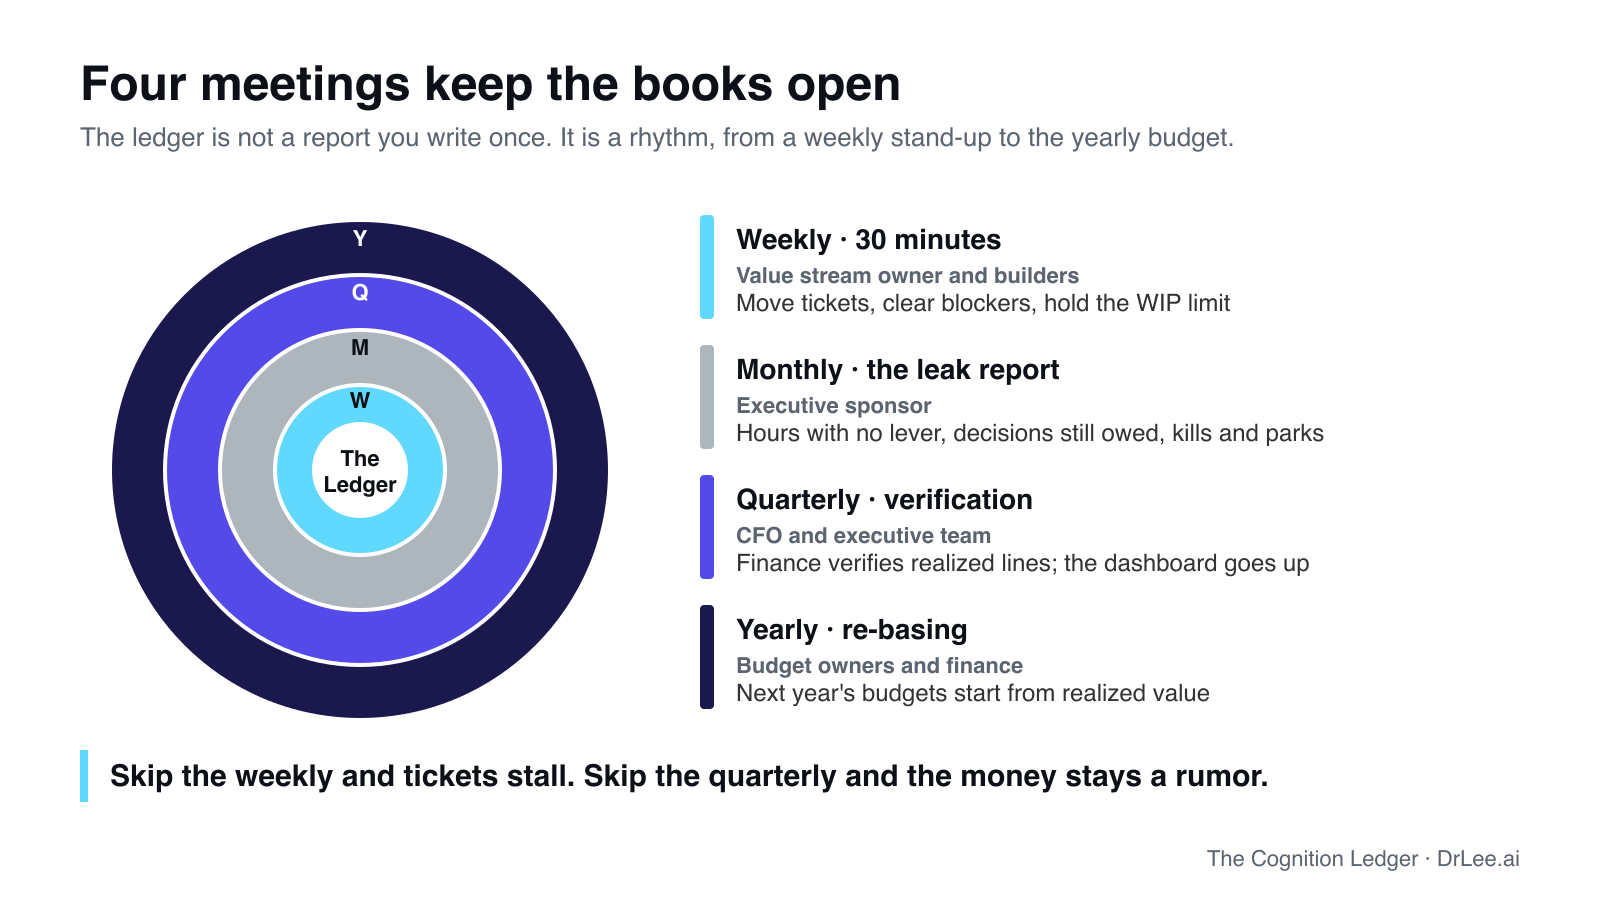 Four meetings keep the books open
The ledger is not a report you write once. It is a rhythm, from a weekly stand-up to the yearly budget.
Y
Q
M
W
The
Ledger
Weekly · 30 minutes
Value stream owner and builders
Move tickets, clear blockers, hold the WIP limit
Monthly · the leak report
Executive sponsor
Hours with no lever, decisions still owed, kills and parks
Quarterly · verification
CFO and executive team
Finance verifies realized lines; the dashboard goes up
Yearly · re-basing
Budget owners and finance
Next year's budgets start from realized value
Skip the weekly and tickets stall. Skip the quarterly and the money stays a rumor.
The Cognition Ledger · DrLee.ai